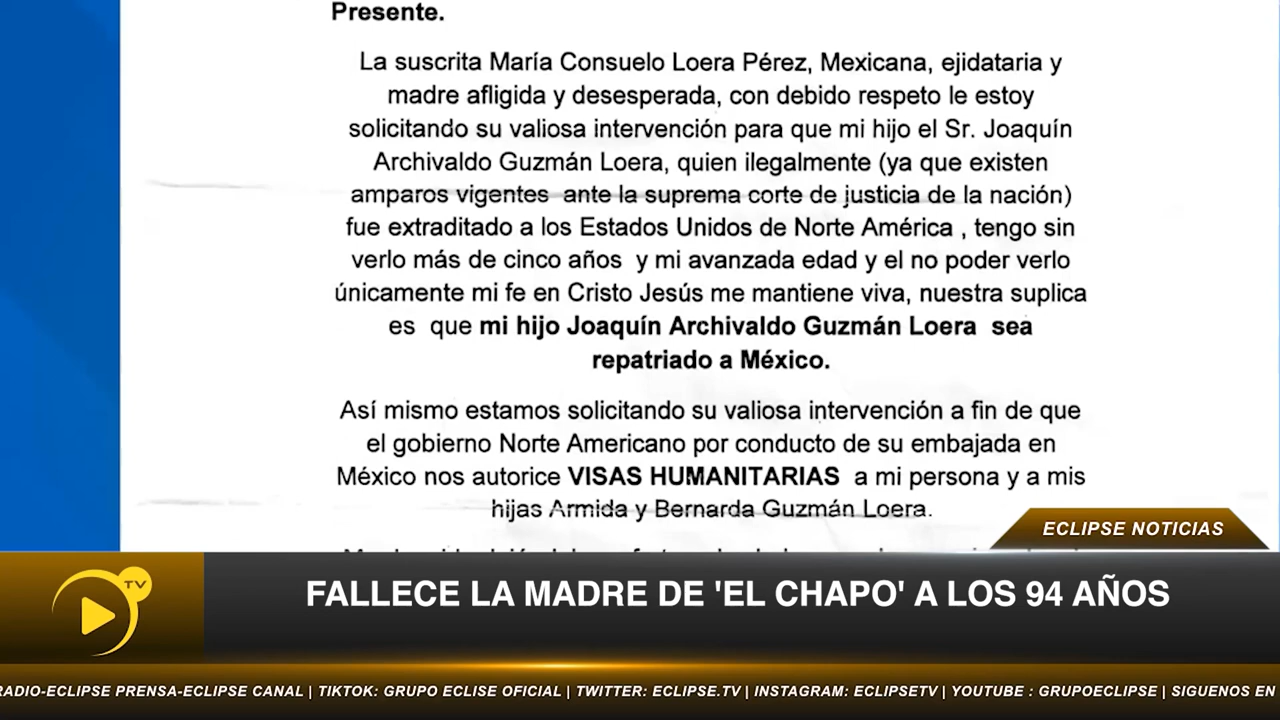 Presente.
La suscrita María Consuelo Loera Pérez, Mexicana, ejidataria y
madre afligida y desesperada, con debido respeto le estoy
solicitando su valiosa intervención para que mi hijo el Sr. Joaquín
Archivaldo Guzmán Loera, quien ilegalmente (ya que existen
amparos vigentes ante la suprema corte de justicia de la nación)
fue extraditado a los Estados Unidos de Norte América , tengo sin
verlo más de cinco años y mi avanzada edad y el no poder verlo
únicamente mi fe en Cristo Jesús me mantiene viva, nuestra suplica
es que mi hijo Joaquín Archivaldo Guzmán Loera sea
repatriado a México.
Así mismo estamos solicitando su valiosa intervención a fin de que
el gobierno Norte Americano por conducto de su embajada en
México nos autorice VISAS HUMANITARIAS a mi persona y a mis
hijas Armida y Bernarda Guzmán Loera.
ECLIPSE NOTICIAS
TV
FALLECE LA MADRE DE 'EL CHAPO' A LOS 94 AÑOS
RADIO-ECLIPSE PRENSA-ECLIPSE CANAL | TIKTOK: GRUPO ECLISE OFICIAL | TWITTER: ECLIPSE.TV | INSTAGRAM: ECLIPSETV | YOUTUBE : GRUPOECLIPSE | SIGUENOS EN